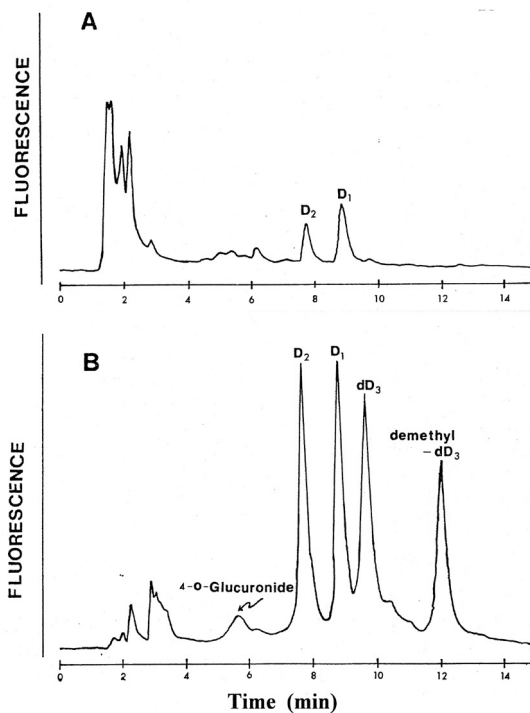 A
FLUORESCENCE
D2
D1
0 2 4 6 8 10 12 14
B
FLUORESCENCE
D2
D1
dD3
demethyl
-dD3
4-o-Glucuronide
0 2 4 6 8 10 12 14
Time (min)